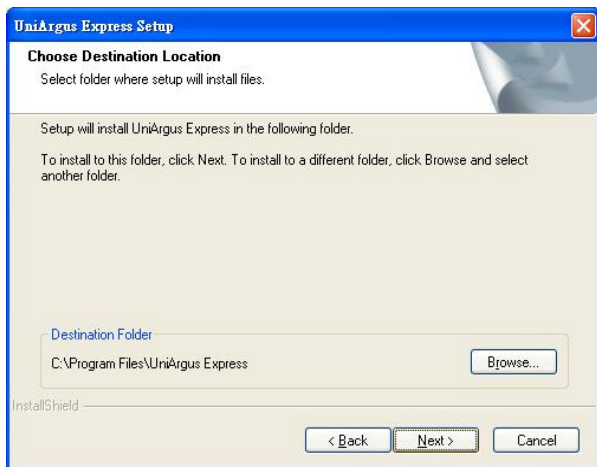 UniArgus Express Setup
Choose Destination Location
Select folder where setup will install files.
Setup will install UniArgus Express in the following folder.
To install to this folder, click Next. To install to a different folder, click Browse and select
another folder.
Destination Folder
C:\Program Files\UniArgus Express
Browse...
InstallShield
< Back
Next >
Cancel